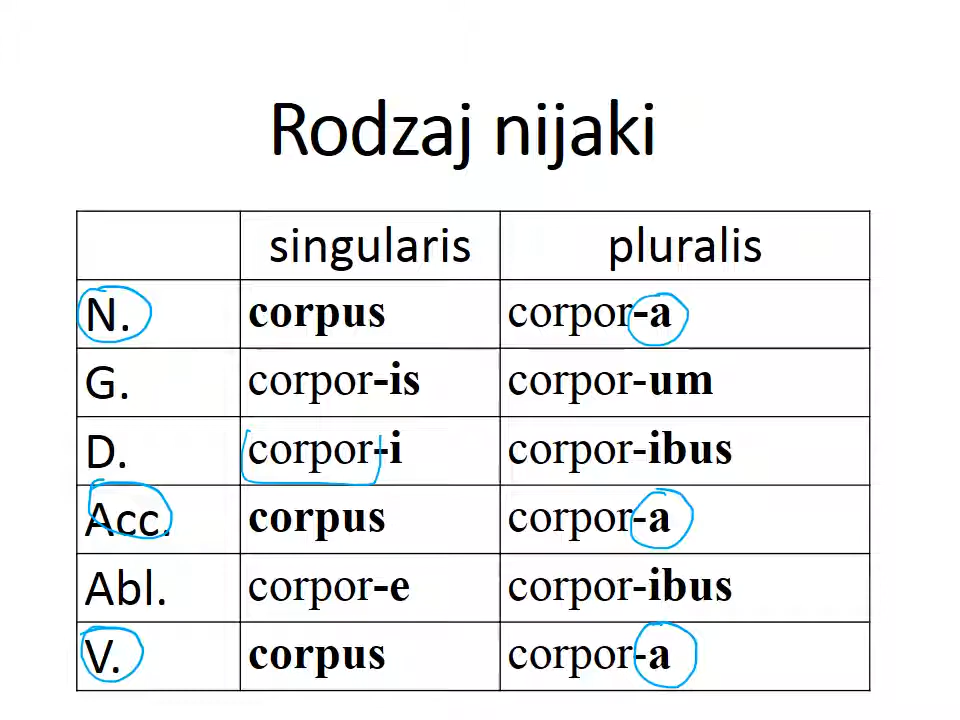 Rodzaj nijaki
singularis pluralis
N. corpus corpor-a
G. corpor-is corpor-um
D. corpor-i corpor-ibus
Acc. corpus corpor-a
Abl. corpor-e corpor-ibus
V. corpus corpor-a